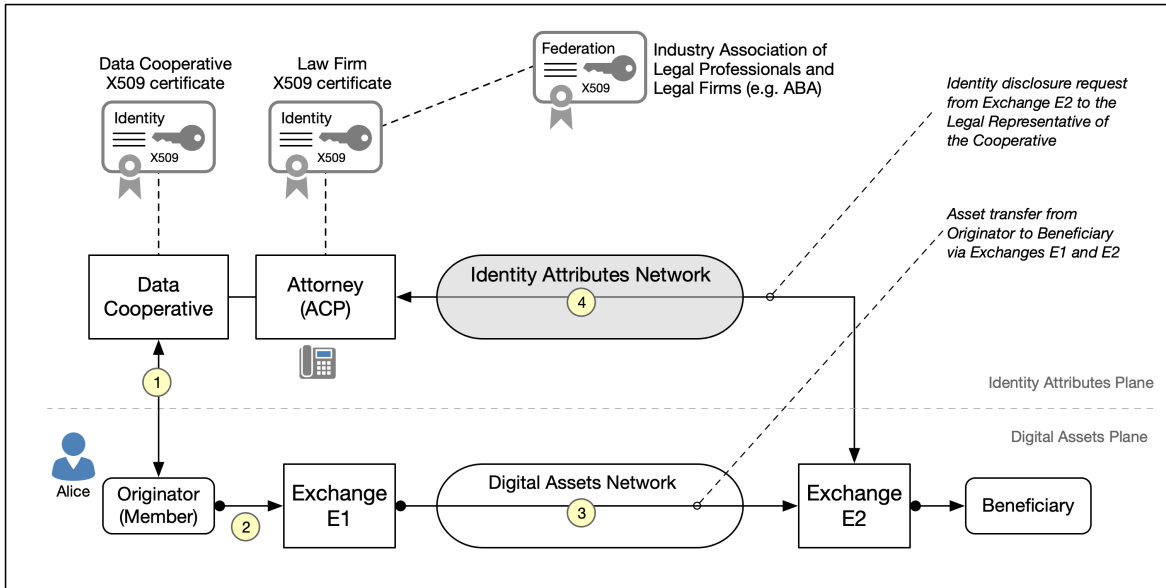 Data Cooperative
X509 certificate
Identity
X509
Law Firm
X509 certificate
Identity
X509
Federation
X509
Industry Association of
Legal Professionals and
Legal Firms (e.g. ABA)
Identity disclosure request
from Exchange E2 to the
Legal Representative of
the Cooperative
Asset transfer from
Originator to Beneficiary
via Exchanges E1 and E2
Data
Cooperative
Attorney
(ACP)
Identity Attributes Network
4
1
Identity Attributes Plane
Digital Assets Plane
Alice
Originator
(Member)
2
Exchange
E1
Digital Assets Network
3
Exchange
E2
Beneficiary